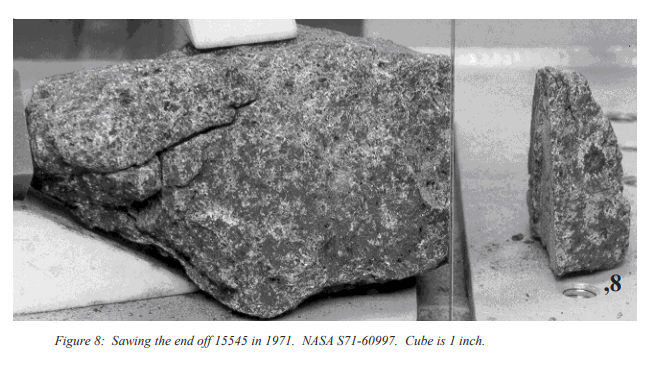 ,8
Figure 8:  Sawing the end off 15545 in 1971.  NASA S71-60997.  Cube is 1 inch.